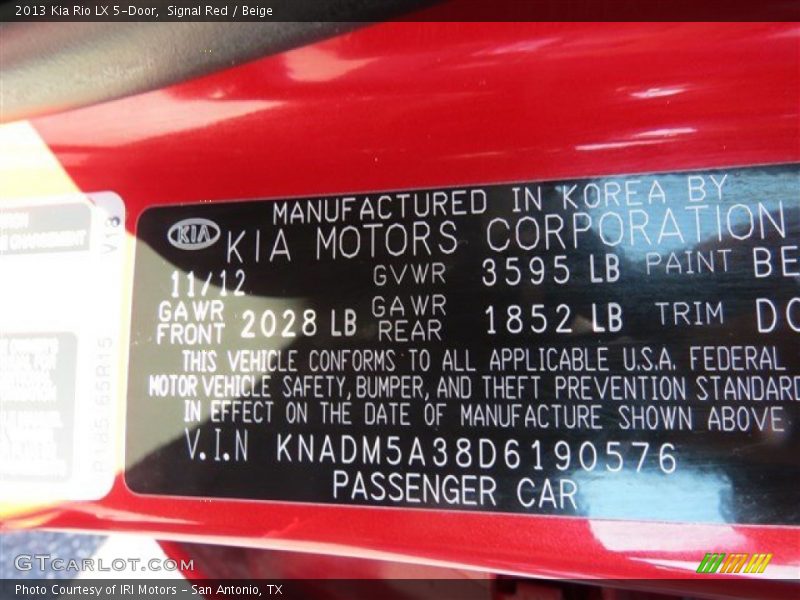 2013 Kia Rio LX 5-Door, Signal Red / Beige
MANUFACTURED IN KOREA BY
KIA KIA MOTORS CORPORATION
11/12 GVWR 3595 LB PAINT BE
GAWR FRONT 2028 LB GAWR REAR 1852 LB TRIM DO
THIS VEHICLE CONFORMS TO ALL APPLICABLE U.S.A. FEDERAL
MOTOR VEHICLE SAFETY, BUMPER, AND THEFT PREVENTION STANDARD
IN EFFECT ON THE DATE OF MANUFACTURE SHOWN ABOVE
V.I.N KNADM5A38D6190576
PASSENGER CAR
P185/65R15
GTCarLot.com
Photo Courtesy of IRI Motors - San Antonio, TX